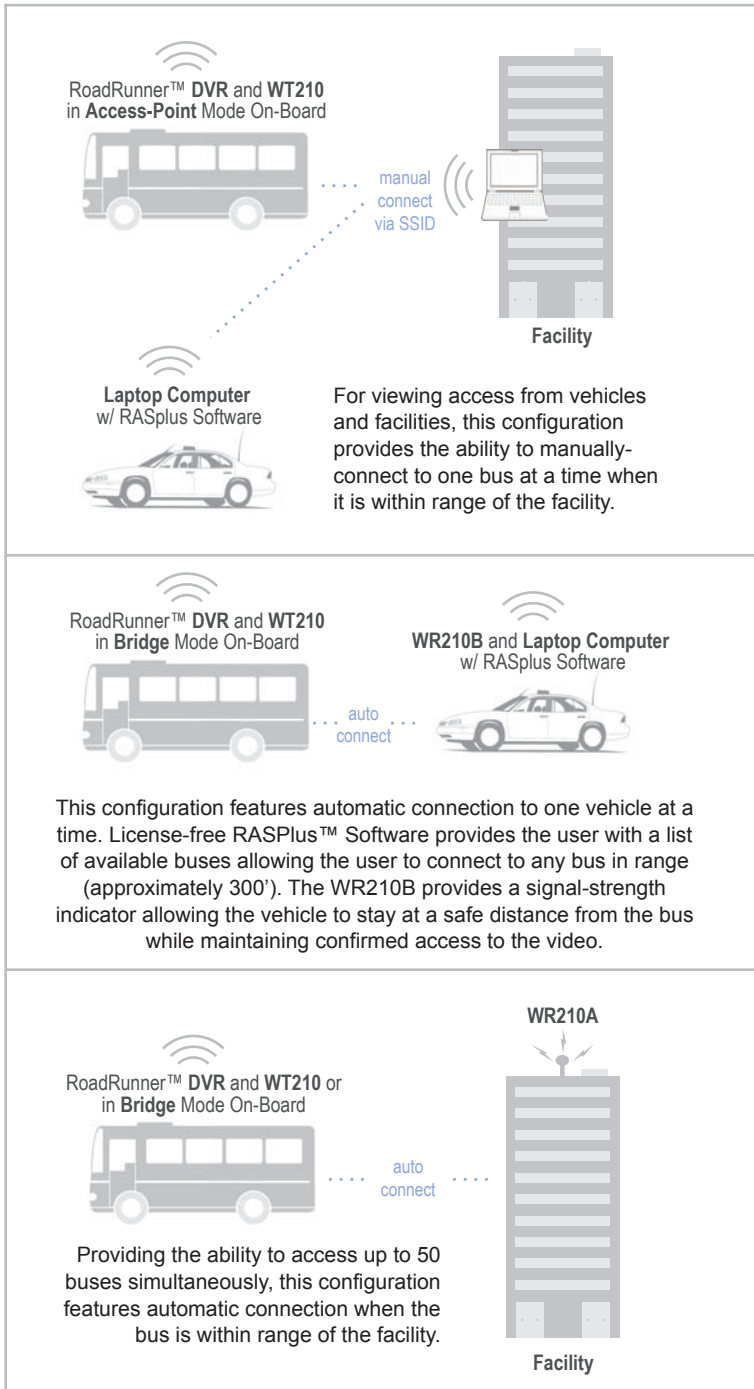 RoadRunner™ DVR and WT210
in Access-Point Mode On-Board
manual
connect
via SSID
Facility
Laptop Computer
w/ RASplus Software
For viewing access from vehicles
and facilities, this configuration
provides the ability to manually-
connect to one bus at a time when
it is within range of the facility.
RoadRunner™ DVR and WT210
in Bridge Mode On-Board
WR210B and Laptop Computer
w/ RASplus Software
auto
connect
This configuration features automatic connection to one vehicle at a
time. License-free RASPlus™ Software provides the user with a list
of available buses allowing the user to connect to any bus in range
(approximately 300’). The WR210B provides a signal-strength
indicator allowing the vehicle to stay at a safe distance from the bus
while maintaining confirmed access to the video.
WR210A
RoadRunner™ DVR and WT210 or
in Bridge Mode On-Board
auto
connect
Providing the ability to access up to 50
buses simultaneously, this configuration
features automatic connection when the
bus is within range of the facility.
Facility